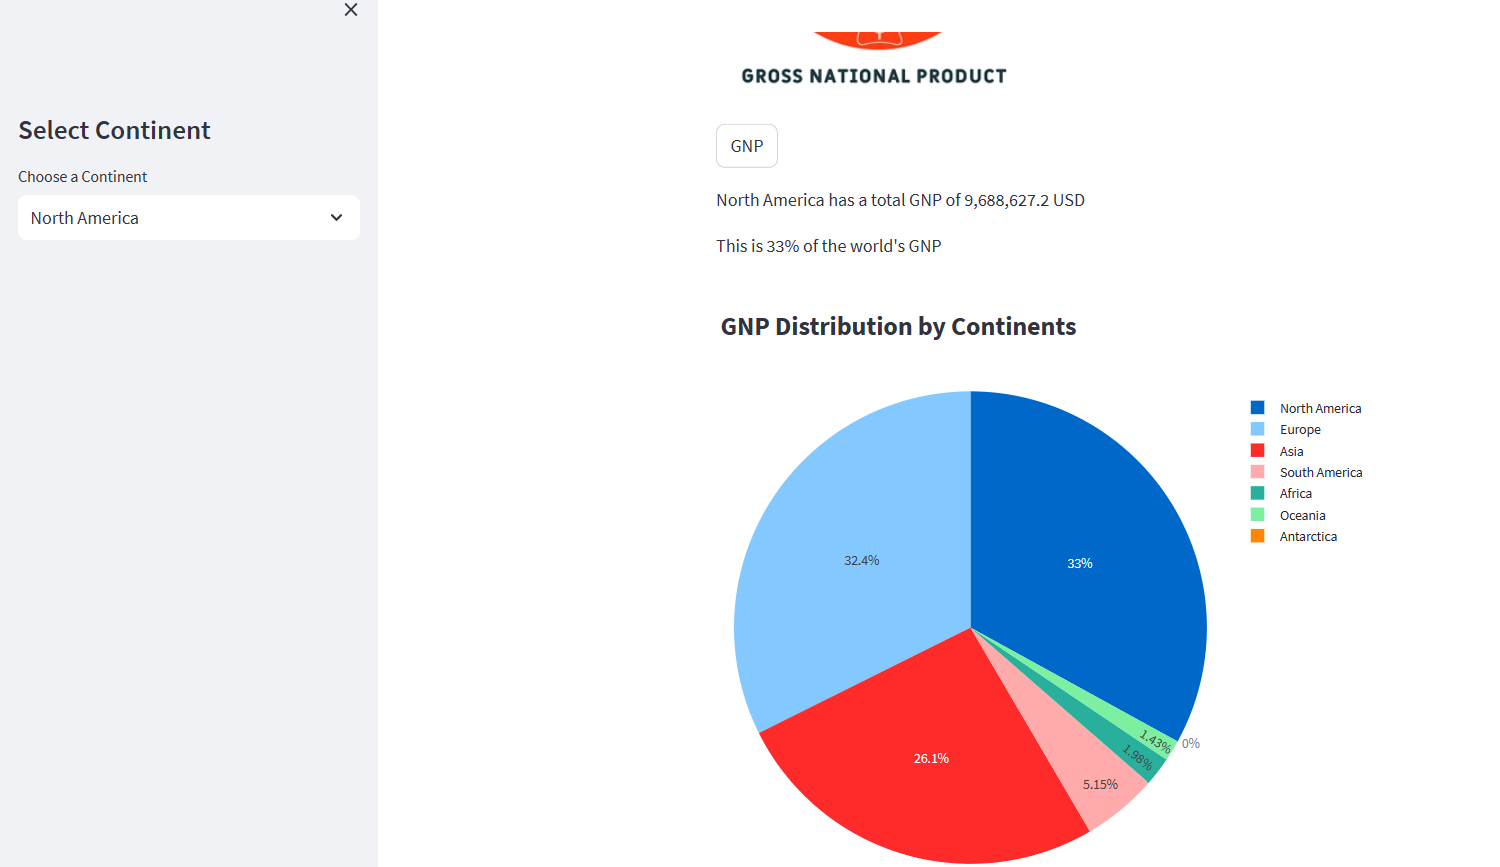 Select Continent
Choose a Continent
North America
GROSS NATIONAL PRODUCT
GNP
North America has a total GNP of 9,688,627.2 USD
This is 33% of the world's GNP
GNP Distribution by Continents
North America
Europe
Asia
South America
Africa
Oceania
Antarctica
32.4%
33%
26.1%
5.15%
1.98%
1.43%
0%